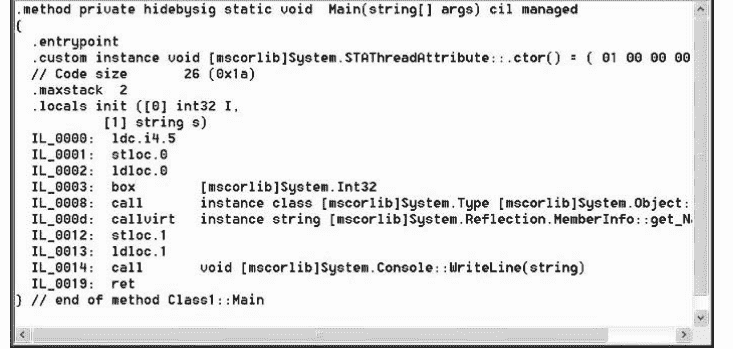 .method private hidebysig static void  Main(string[] args) cil managed
{
  .entrypoint
  .custom instance void [mscorlib]System.STAThreadAttribute::.ctor() = ( 01 00 00 00
  // Code size       26 (0x1a)
  .maxstack  2
  .locals init ([0] int32 I,
           [1] string s)
  IL_0000:  ldc.i4.5
  IL_0001:  stloc.0
  IL_0002:  ldloc.0
  IL_0003:  box        [mscorlib]System.Int32
  IL_0008:  call       instance class [mscorlib]System.Type [mscorlib]System.Object:
  IL_000d:  callvirt   instance string [mscorlib]System.Reflection.MemberInfo::get_N
  IL_0012:  stloc.1
  IL_0013:  ldloc.1
  IL_0014:  call       void [mscorlib]System.Console::WriteLine(string)
  IL_0019:  ret
} // end of method Class1::Main